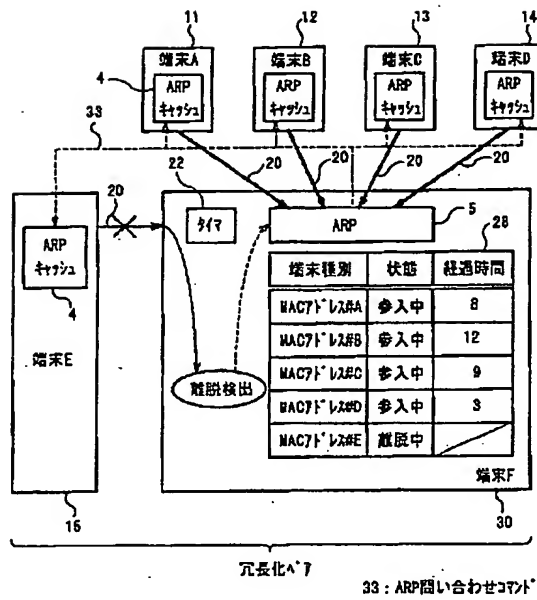 11
12
13
14
端末A
端末B
端末C
端末D
4
ARP
キャッシュ
ARP
キャッシュ
ARP
キャッシュ
ARP
キャッシュ
33
20
20
20
20
22
20
タイマ
ARP
5
28
ARP
キャッシュ
4
端末E
離脱検出
端末種別 状態 経過時間
MACアドレス#A 参入中 8
MACアドレス#B 参入中 12
MACアドレス#C 参入中 9
MACアドレス#D 参入中 3
MACアドレス#E 離脱中
端末F
15
30
冗長化ペア
33:ARP問い合わせコマンド